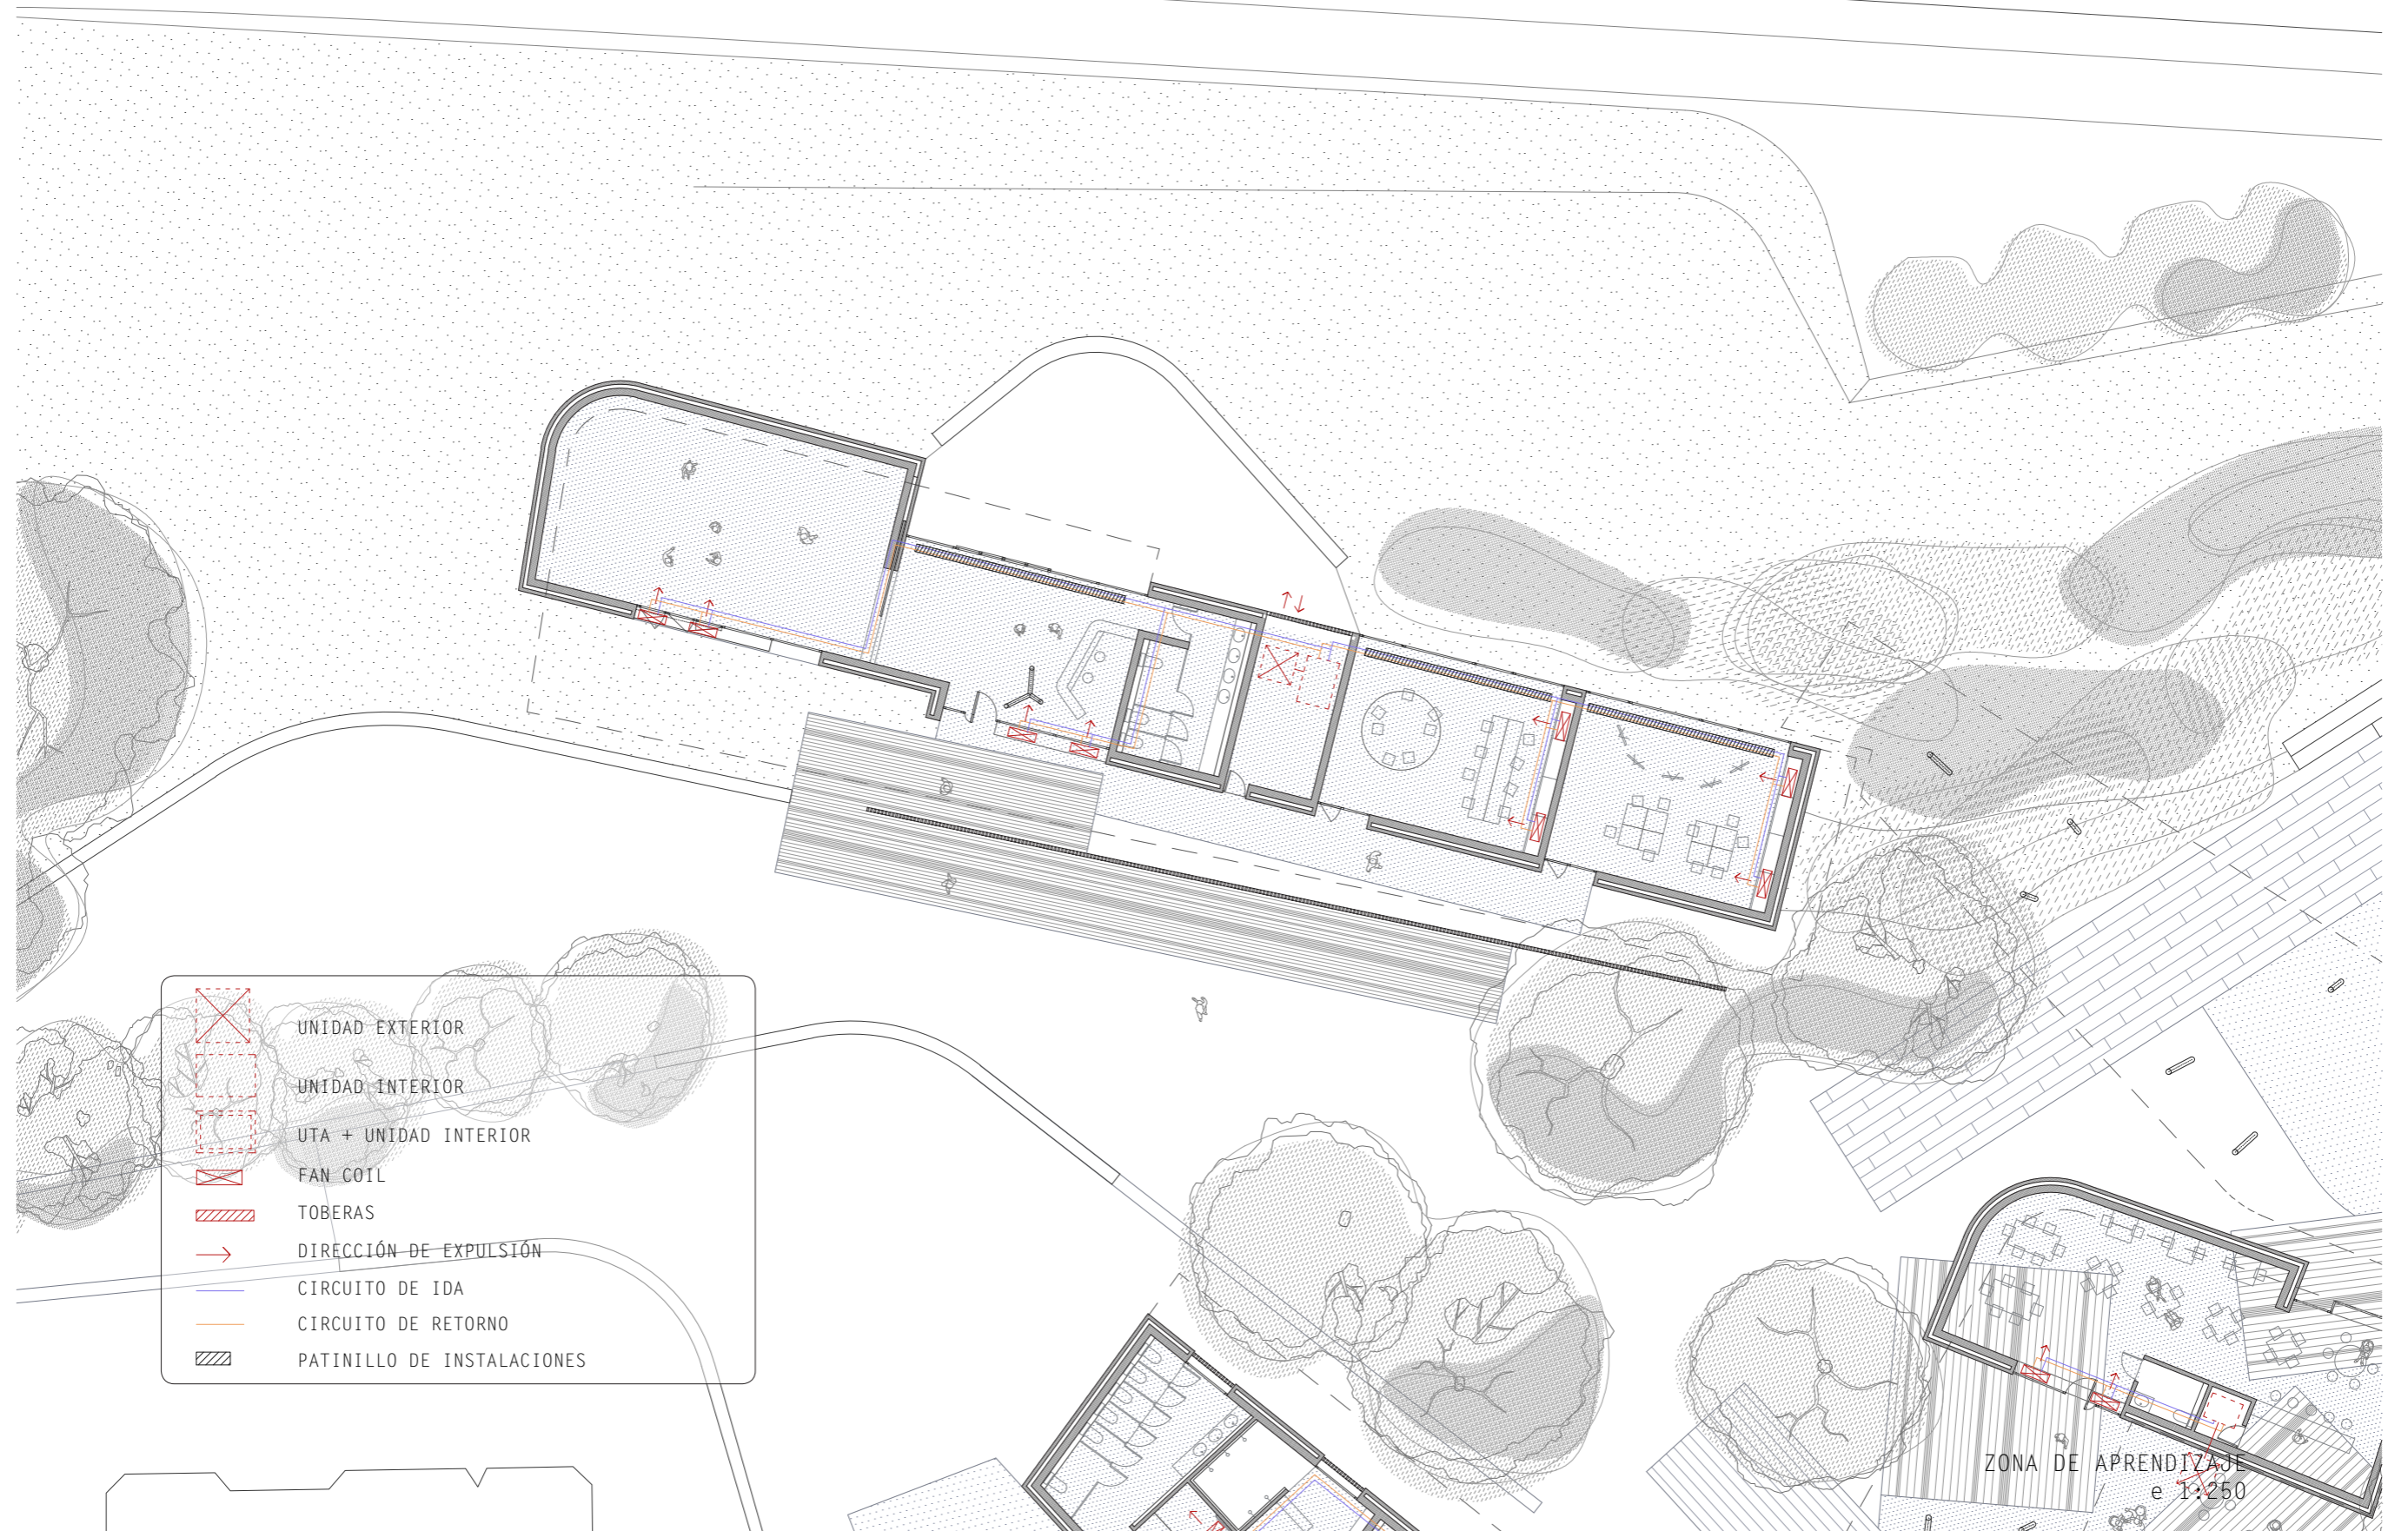 UNIDAD EXTERIOR
UNIDAD INTERIOR
UTA + UNIDAD INTERIOR
FAN COIL
TOBERAS
DIRECCIÓN DE EXPULSIÓN
CIRCUITO DE IDA
CIRCUITO DE RETORNO
PATINILLO DE INSTALACIONES
ZONA DE APRENDIZAJE
e 1:250